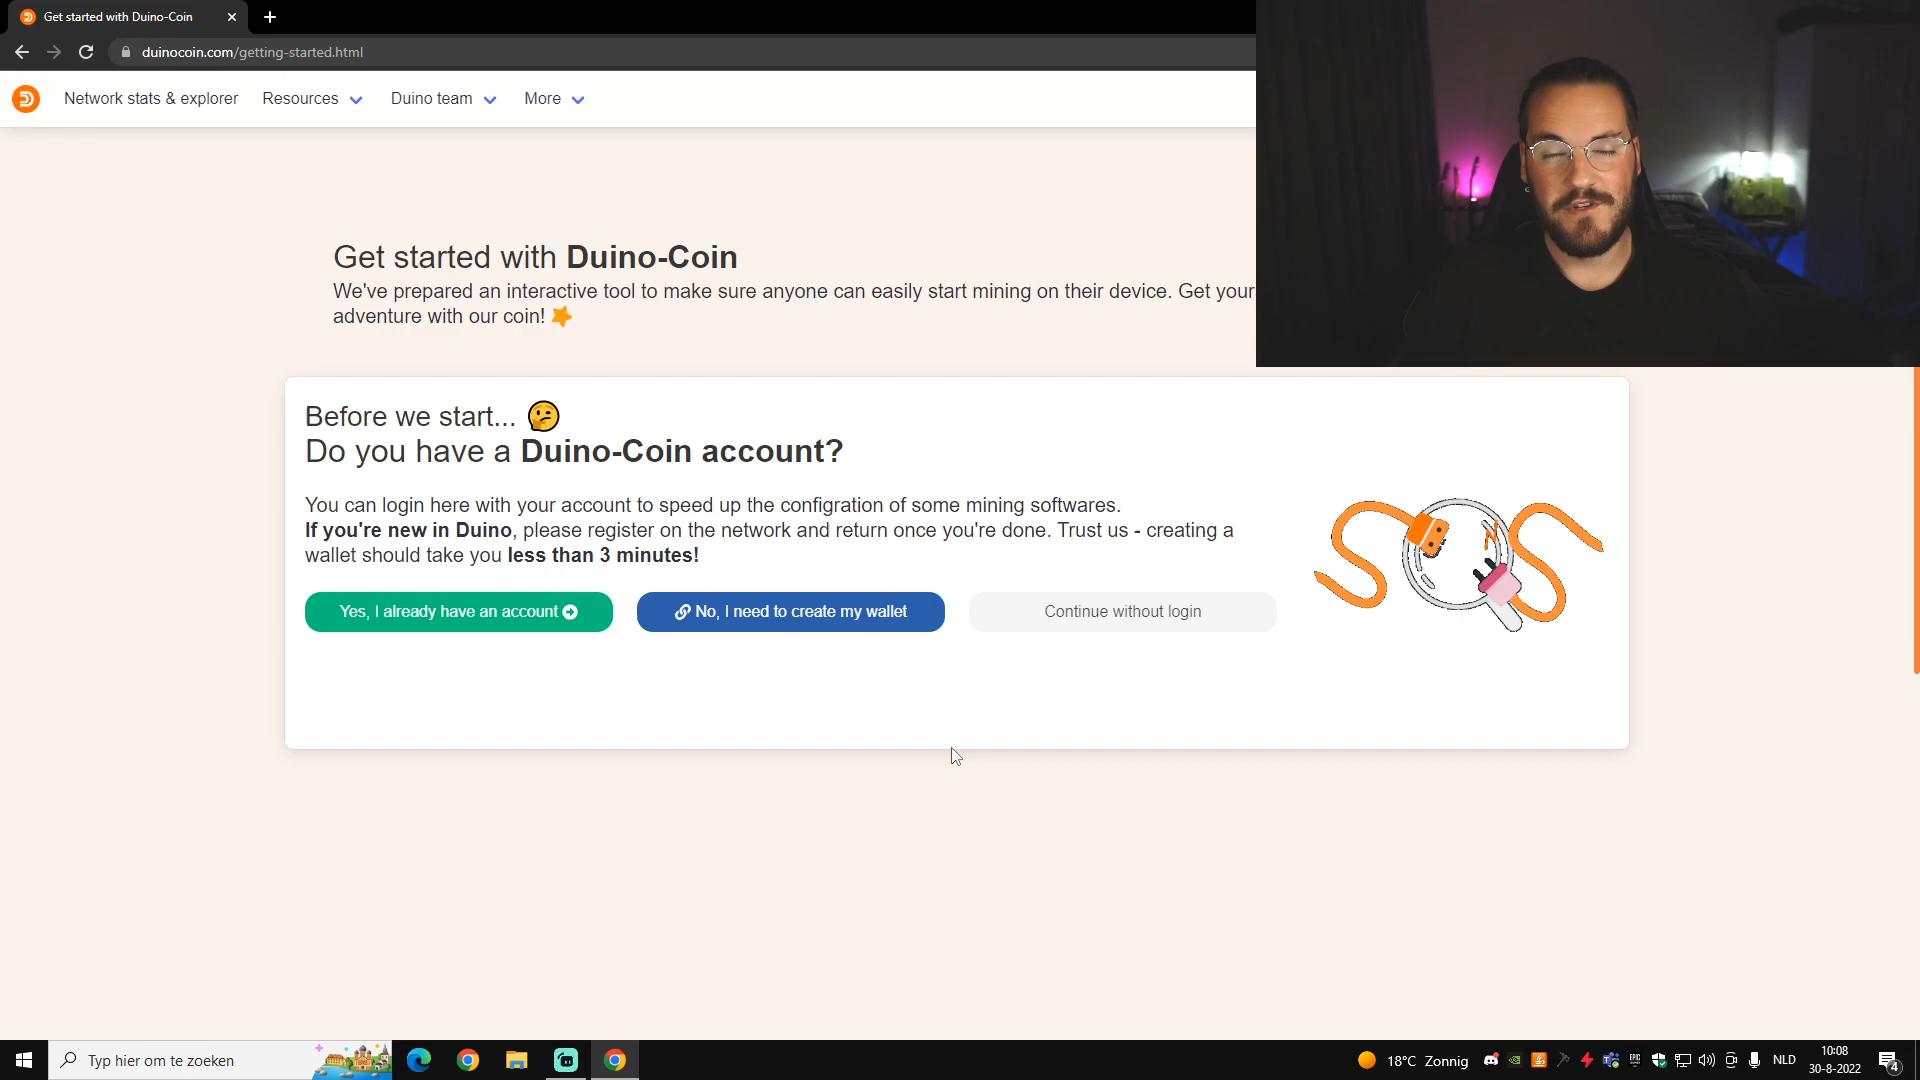 Get started with Duino-Coin
duinocoin.com/getting-started.html
Network stats & explorer Resources Duino team More
Get started with Duino-Coin
We've prepared an interactive tool to make sure anyone can easily start mining on their device. Get your
adventure with our coin!
Before we start...
Do you have a Duino-Coin account?
You can login here with your account to speed up the configration of some mining softwares.
If you're new in Duino, please register on the network and return once you're done. Trust us - creating a
wallet should take you less than 3 minutes!
Yes, I already have an account
No, I need to create my wallet
Continue without login
Typ hier om te zoeken
18°C Zonnig
NLD
10:08
30-8-2022
4